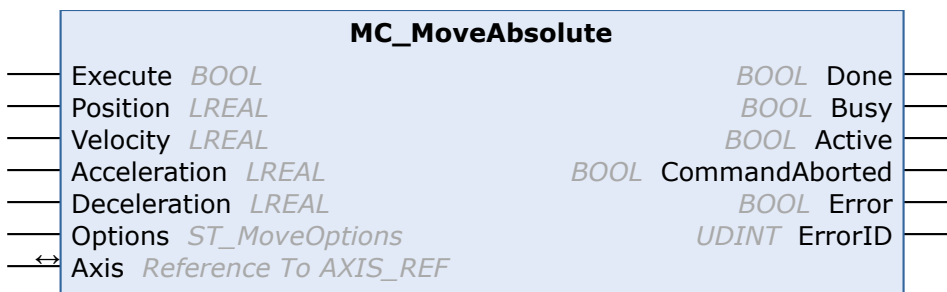 MC_MoveAbsolute
Execute BOOL BOOL Done
Position LREAL BOOL Busy
Velocity LREAL BOOL Active
Acceleration LREAL BOOL CommandAborted
Deceleration LREAL BOOL Error
Options ST_MoveOptions UDINT ErrorID
↔ Axis Reference To AXIS_REF